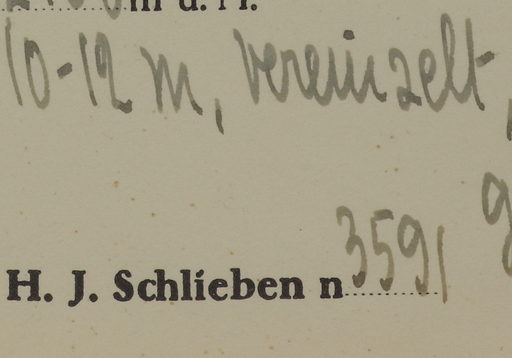 m ü. M.
10-12 m, vereinzelt,
H. J. Schlieben n 3591